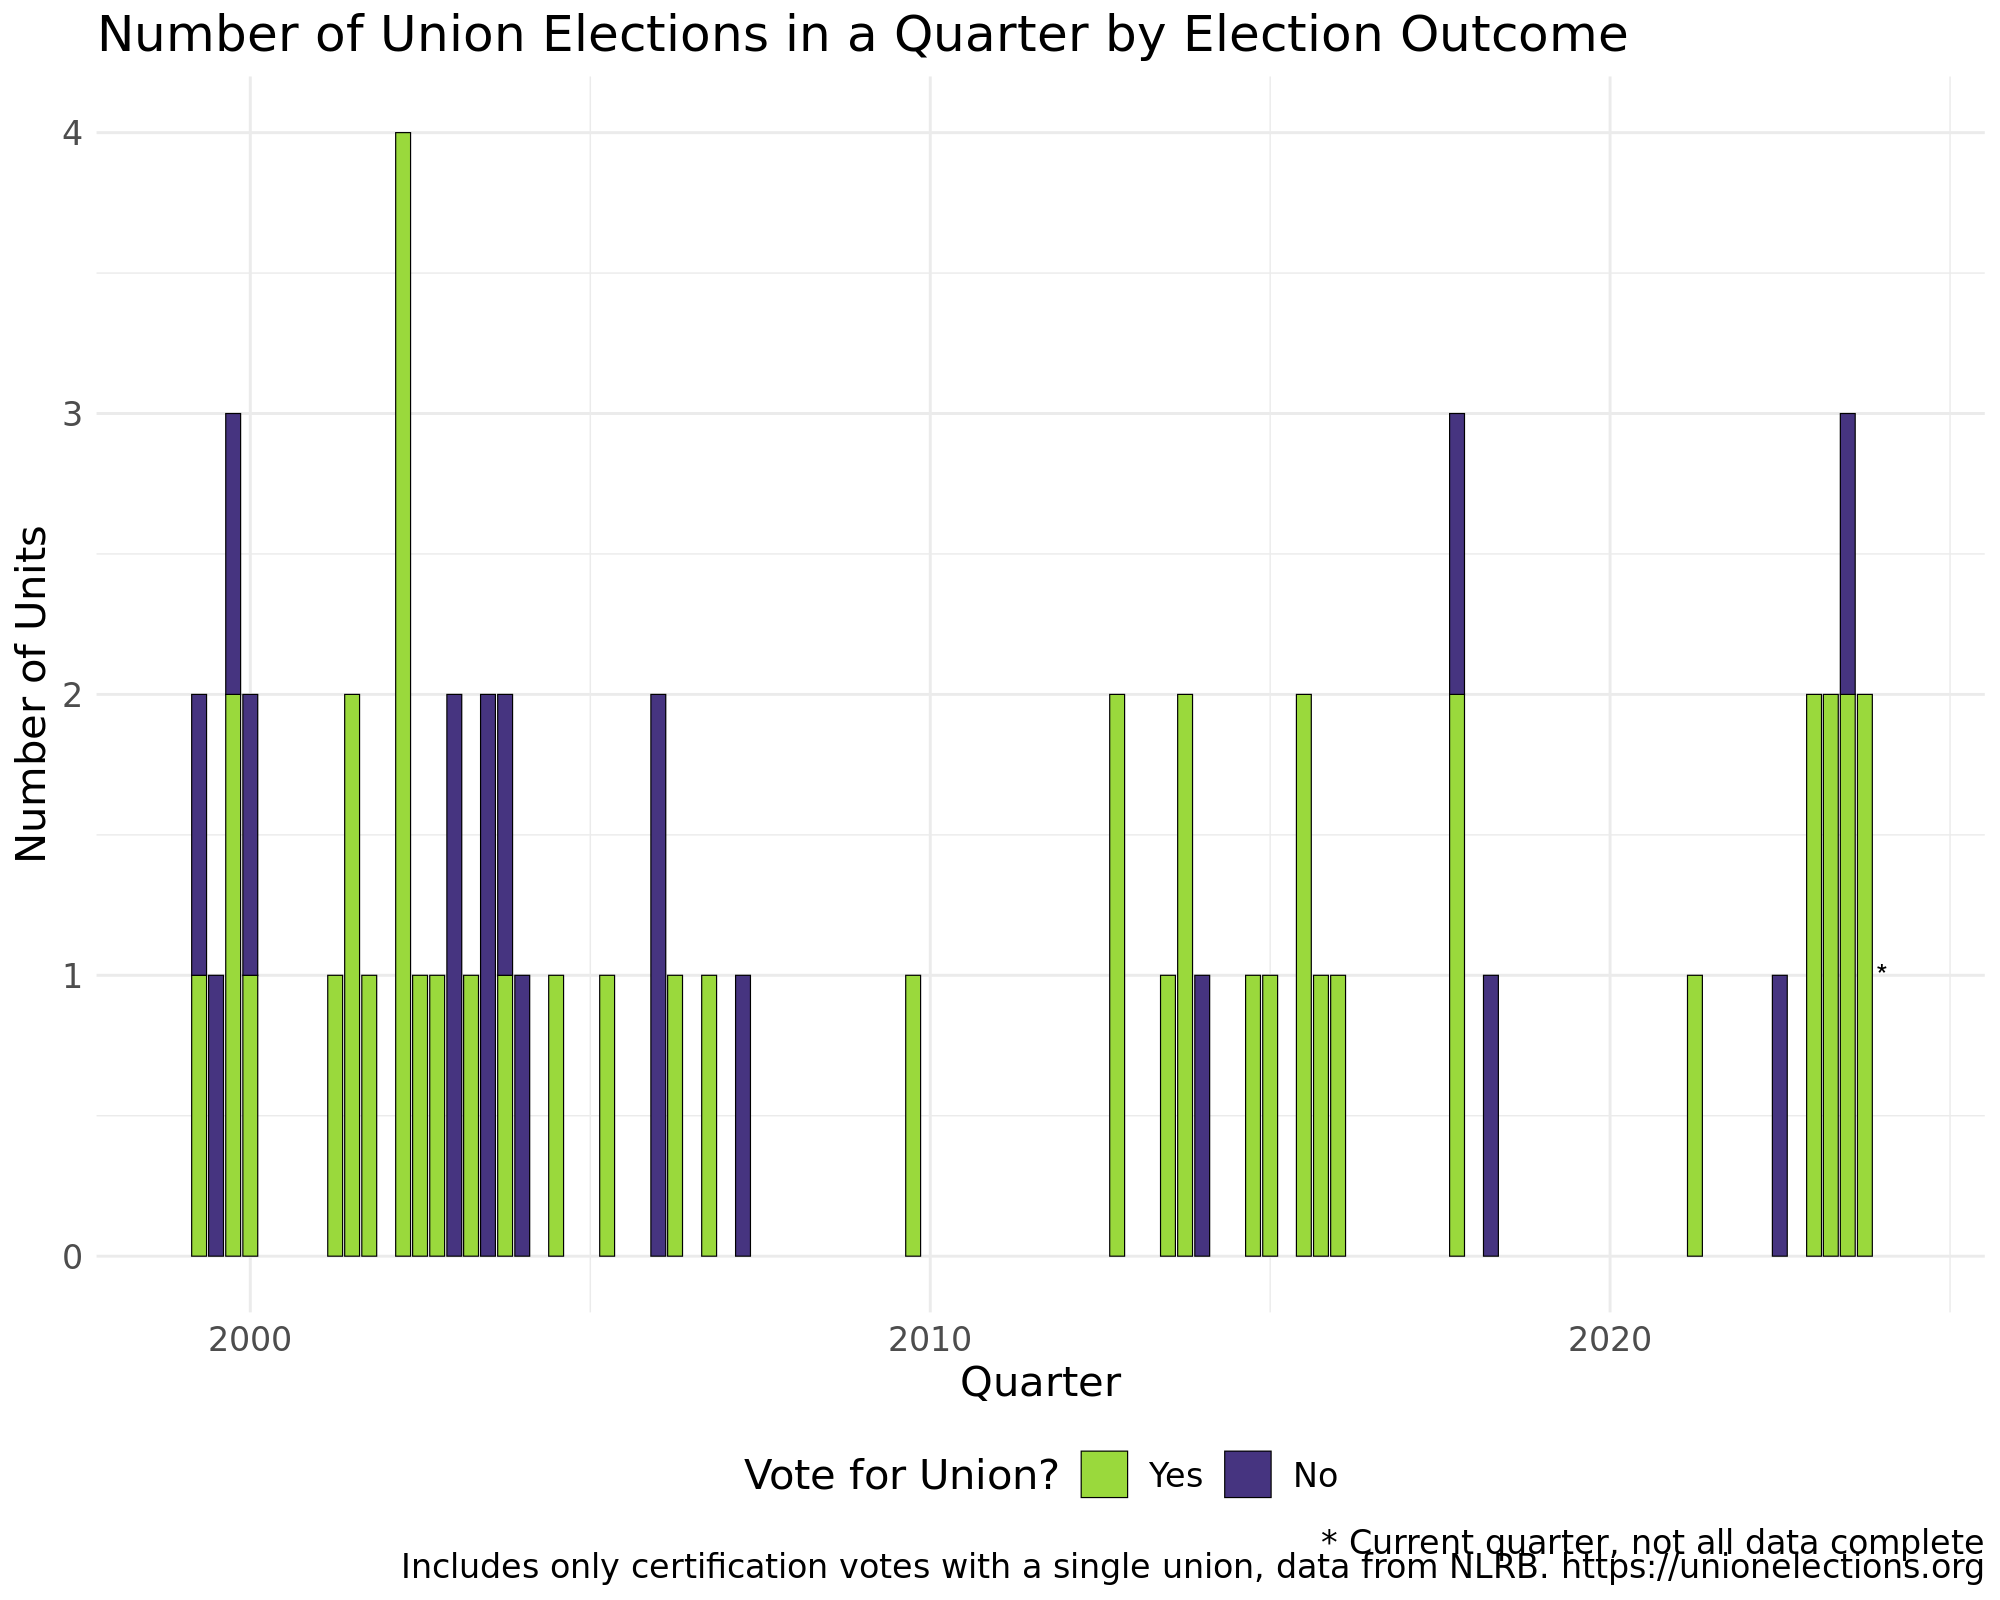 Number of Union Elections in a Quarter by Election Outcome
Number of Units
4
3
2
1
0
*
2000 2010 2020
Quarter
Vote for Union? Yes No
* Current quarter, not all data complete
Includes only certification votes with a single union, data from NLRB. https://unionelections.org